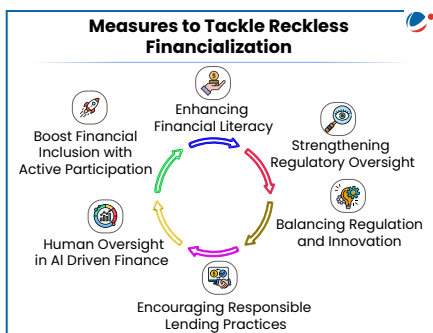 Measures to Tackle Reckless
Financialization
Enhancing
Financial Literacy
Strengthening
Regulatory Oversight
Balancing Regulation
and Innovation
Encouraging Responsible
Lending Practices
Human Oversight
in AI Driven Finance
Boost Financial
Inclusion with
Active Participation